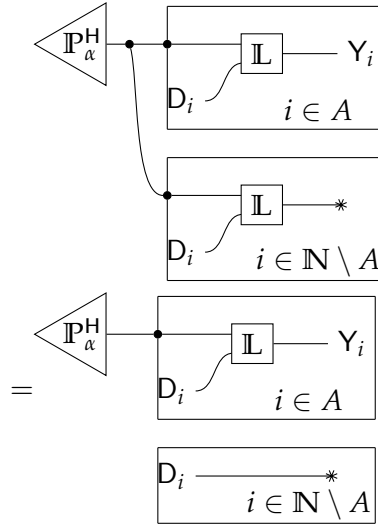 ℙ^H_α 𝕃 Y_i
D_i
i ∈ A
𝕃
D_i
i ∈ ℕ \ A
ℙ^H_α 𝕃 Y_i
= D_i
i ∈ A
D_i
i ∈ ℕ \ A